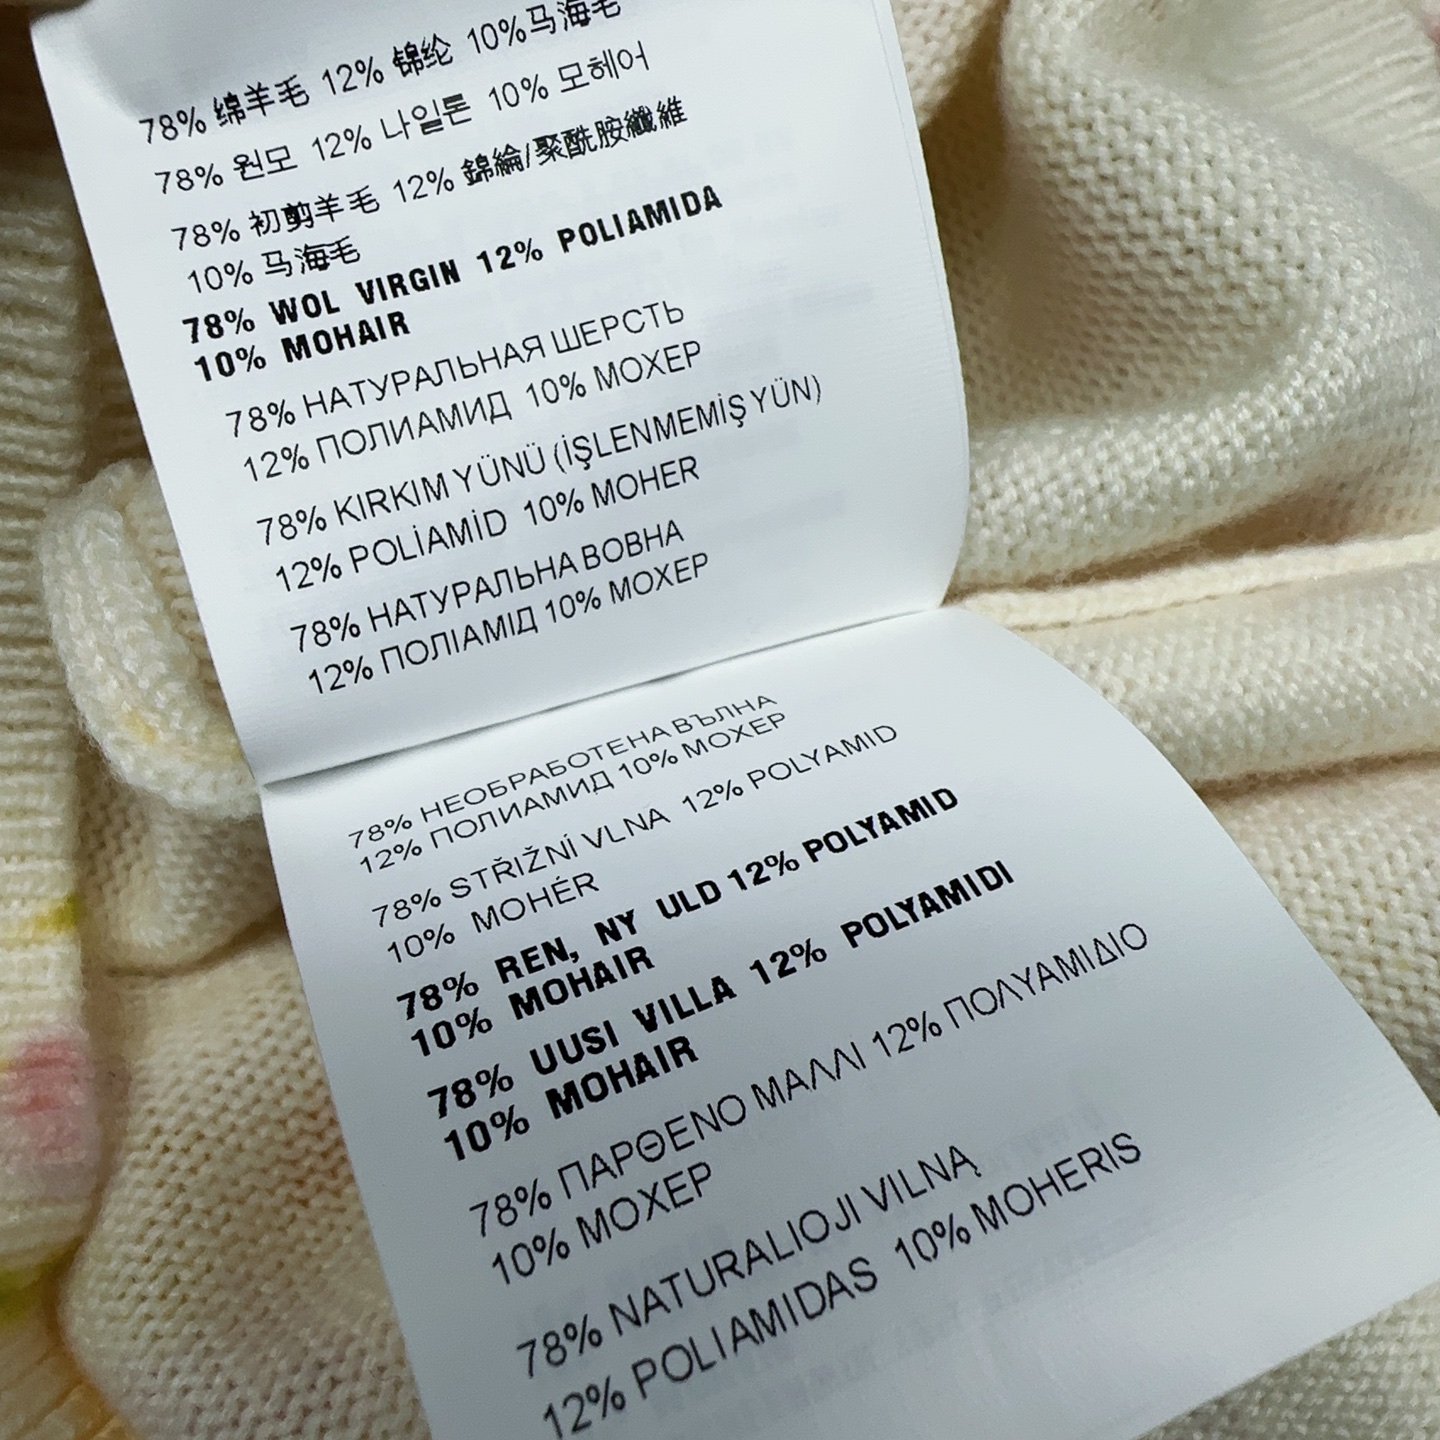 78% 绵羊毛 12% 锦纶 10%马海毛
78% 원모 12% 나일론 10% 모헤어
78% 初剪羊毛 12% 錦綸/聚酰胺纖維
10% 马海毛
78% WOL VIRGIN 12% POLIAMIDA
10% MOHAIR
78% НАТУРАЛЬНАЯ ШЕРСТЬ
12% ПОЛИАМИД 10% МОХЕР
78% KIRKIM YÜNÜ (İŞLENMEMİŞ YÜN)
12% POLİAMİD 10% MOHER
78% НАТУРАЛЬНА ВОВНА
12% ПОЛІАМІД 10% МОХЕР
78% НЕОБРАБОТЕНА ВЪЛНА
12% ПОЛИАМИД 10% МОХЕР
78% STŘIŽNÍ VLNA 12% POLYAMID
10% MOHÉR
78% REN, NY ULD 12% POLYAMID
10% MOHAIR
78% UUSI VILLA 12% POLYAMIDI
10% MOHAIR
78% ΠΑΡΘΕΝΟ ΜΑΛΛΙ 12% ΠΟΛΥΑΜΙΔΙΟ
10% ΜΟΧΕΡ
78% NATURALIOJI VILNĄ
12% POLIAMIDAS 10% MOHERIS